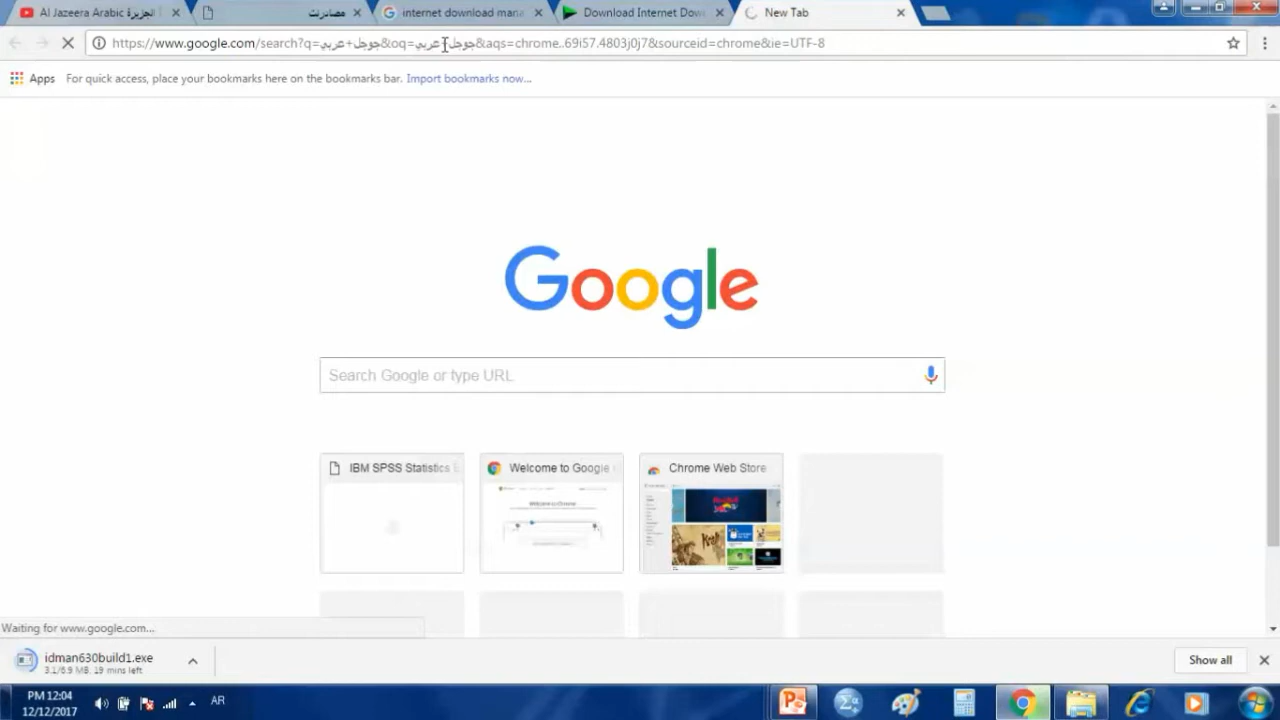 Al Jazeera Arabic قناة الجزيرة
مصادرنت
internet download mana
Download Internet Dow
New Tab
https://www.google.com/search?q=جوجل+عربي&oq=جوجل+عربي&aqs=chrome..69i57.4803j0j7&sourceid=chrome&ie=UTF-8
Apps
For quick access, place your bookmarks here on the bookmarks bar.
Import bookmarks now...
Google
Search Google or type URL
IBM SPSS Statistics
Welcome to Google
Chrome Web Store
Waiting for www.google.com...
idman630build1.exe
3.1/6.9 MB, 19 mins left
Show all
PM 12:04
12/12/2017
AR